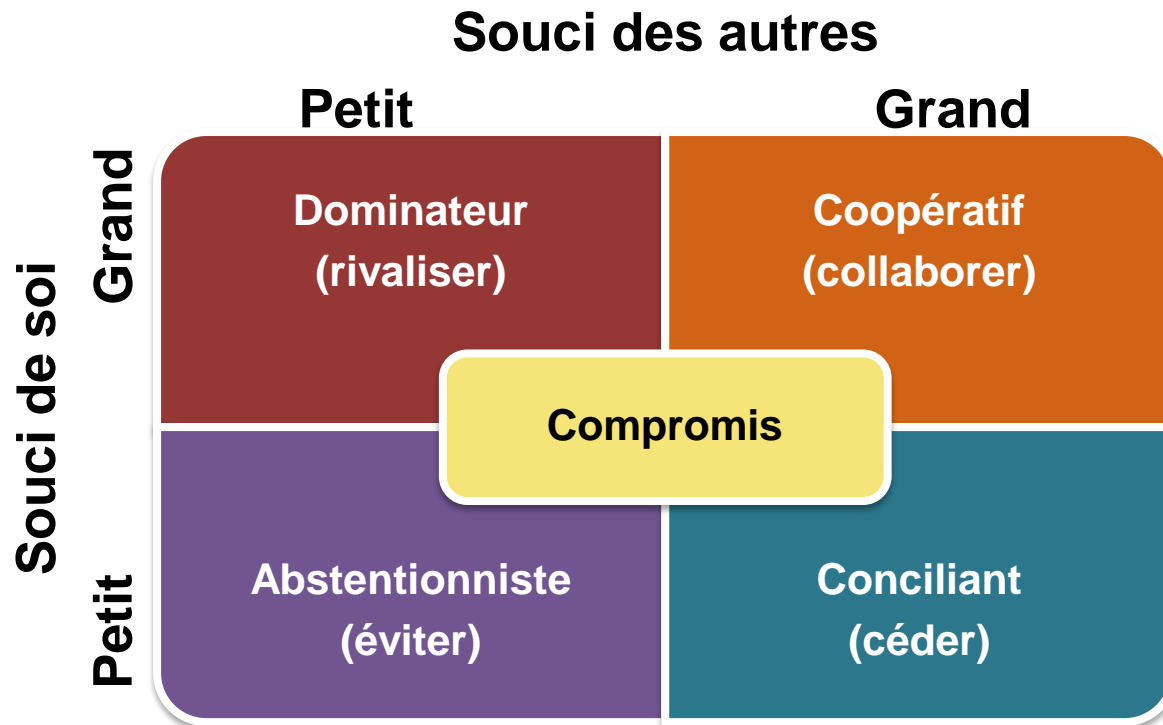 Souci des autres
Petit
Grand
Souci de soi
Grand
Petit
Dominateur
(rivaliser)
Coopératif
(collaborer)
Compromis
Abstentionniste
(éviter)
Conciliant
(céder)